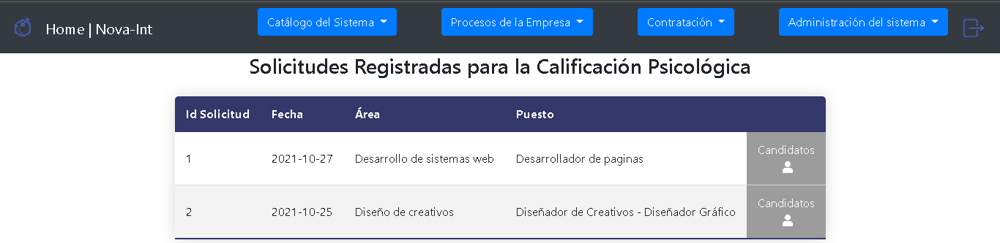 Home | Nova-Int Catálogo del Sistema Procesos de la Empresa Contratación Administración del sistema
Solicitudes Registradas para la Calificación Psicológica
Id Solicitud Fecha Área Puesto
1 2021-10-27 Desarrollo de sistemas web Desarrollador de paginas Candidatos
2 2021-10-25 Diseño de creativos Diseñador de Creativos - Diseñador Gráfico Candidatos